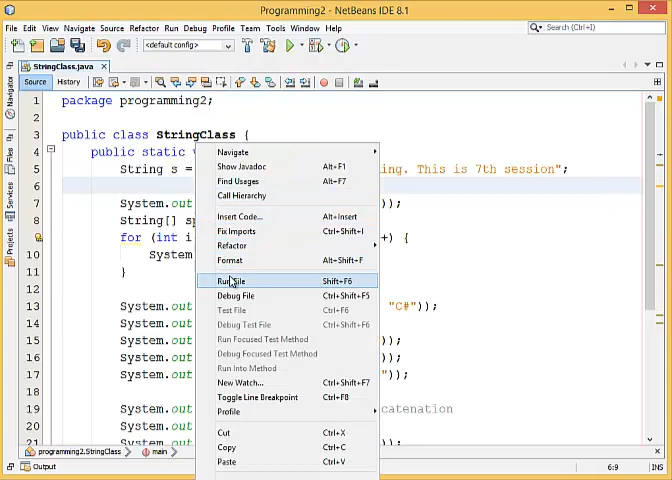 Programming2 - NetBeans IDE 8.1
File Edit View Navigate Source Refactor Run Debug Profile Team Tools Window Help
Search (Ctrl+I)
<default config>
StringClass.java
Source History
1 package programming2;
2
3 public class StringClass {
4 public static
5 String s = ing. This is 7th session";
6
7 System.out ));
8 String[] sp
9 for (int i +) {
10 System
11 }
12
13 System.out "C#"));
14
15 System.out ));
16 System.out ));
17 System.out "));
18
19 System.out catenation
20 System.out
21 System.out
Navigate
Show Javadoc Alt+F1
Find Usages Alt+F7
Call Hierarchy
Insert Code... Alt+Insert
Fix Imports Ctrl+Shift+I
Refactor
Format Alt+Shift+F
Run File Shift+F6
Debug File Ctrl+Shift+F5
Test File Ctrl+F6
Debug Test File Ctrl+Shift+F6
Run Focused Test Method
Debug Focused Test Method
Run Into Method
New Watch... Ctrl+Shift+F7
Toggle Line Breakpoint Ctrl+F8
Profile
Cut Ctrl+X
Copy Ctrl+C
Paste Ctrl+V
Navigator
Files
Services
Projects
programming2.StringClass main
Output 6:9 INS